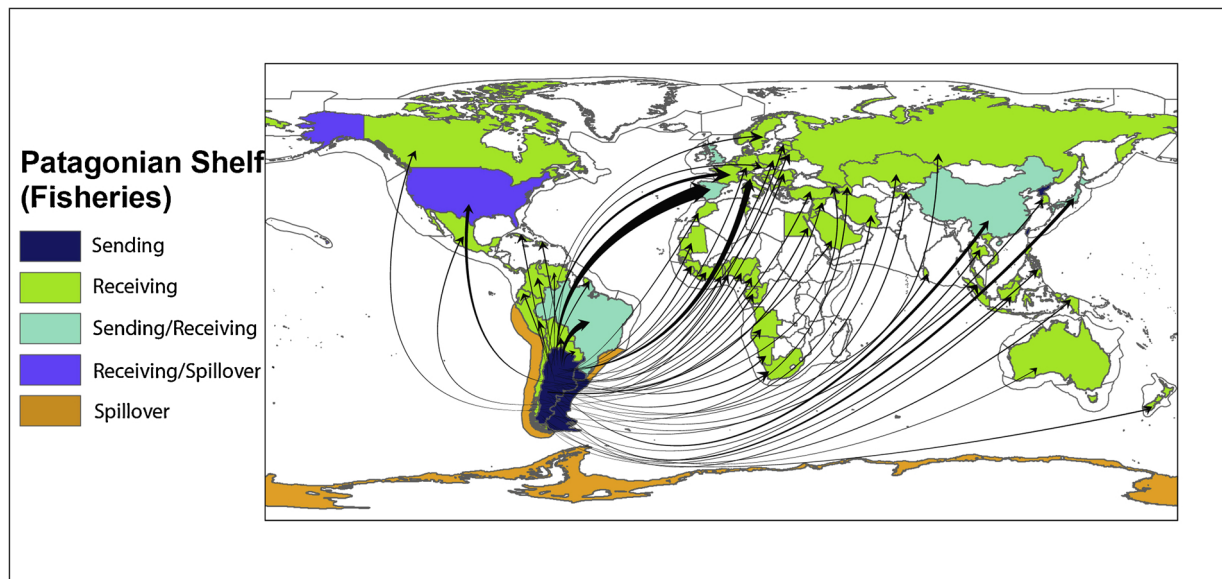 Patagonian Shelf
(Fisheries)
Sending
Receiving
Sending/Receiving
Receiving/Spillover
Spillover